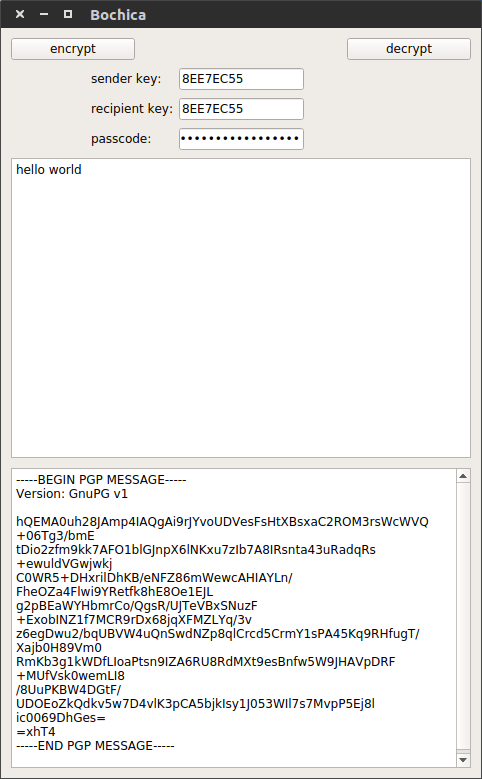 Bochica
encrypt
decrypt
sender key: 8EE7EC55
recipient key: 8EE7EC55
passcode: •••••••••••••••••
hello world
-----BEGIN PGP MESSAGE-----
Version: GnuPG v1
hQEMA0uh28JAmp4IAQgAi9rJYvoUDVesFsHtXBsxaC2ROM3rsWcWVQ
+06Tg3/bmE
tDio2zfm9kk7AFO1blGJnpX6lNKxu7zIb7A8IRsnta43uRadqRs
+ewuldVGwjwkj
C0WR5+DHxrilDhKB/eNFZ86mWewcAHIAYLn/
FheOZa4Flwi9YRetfk8hE8Oe1EJL
g2pBEaWYHbmrCo/QgsR/UJTeVBxSNuzF
+ExobINZ1f7MCR9rDx68jqXFMZLYq/3v
z6egDwu2/bqUBVW4uQnSwdNZp8qlCrcd5CrmY1sPA45Kq9RHfugT/
Xajb0H89Vm0
RmKb3g1kWDfLIoaPtsn9IZA6RU8RdMXt9esBnfw5W9JHAVpDRF
+MUfVsk0wemLI8
/8UuPKBW4DGtF/
UDOEoZkQdkv5w7D4vlK3pCA5bjkIsy1J053WIl7s7MvpP5Ej8l
ic0069DhGes=
=xhT4
-----END PGP MESSAGE-----